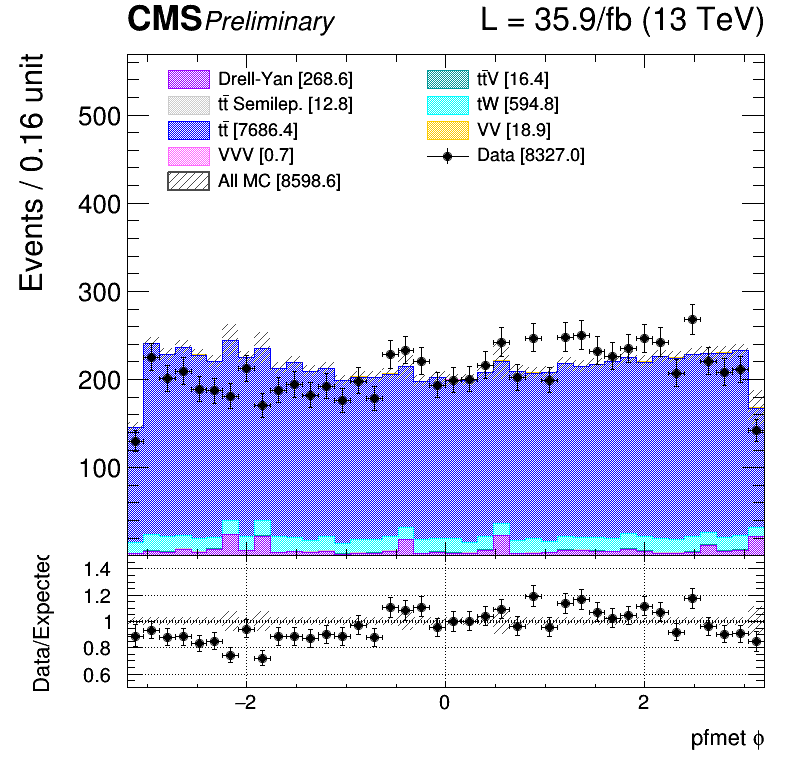 CMS Preliminary L = 35.9/fb (13 TeV)
Events / 0.16 unit
500
400
300
200
100
Drell-Yan [268.6]
tt̄ Semilep. [12.8]
tt̄ [7686.4]
VVV [0.7]
All MC [8598.6]
tt̄V [16.4]
tW [594.8]
VV [18.9]
Data [8327.0]
Data/Expected
1.4
1.2
1
0.8
0.6
−2 0 2
pfmet ϕ